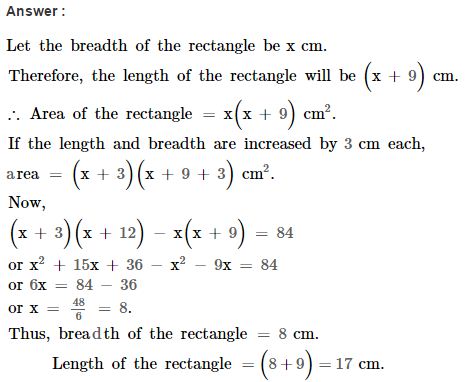 Answer :
Let the breadth of the rectangle be x cm.
Therefore, the length of the rectangle will be (x + 9) cm.
∴ Area of the rectangle = x(x + 9) cm².
If the length and breadth are increased by 3 cm each,
area = (x + 3)(x + 9 + 3) cm².
Now,
(x + 3)(x + 12) − x(x + 9) = 84
or x² + 15x + 36 − x² − 9x = 84
or 6x = 84 − 36
or x = 48/6 = 8.
Thus, breadth of the rectangle = 8 cm.
Length of the rectangle = (8+9) = 17 cm.